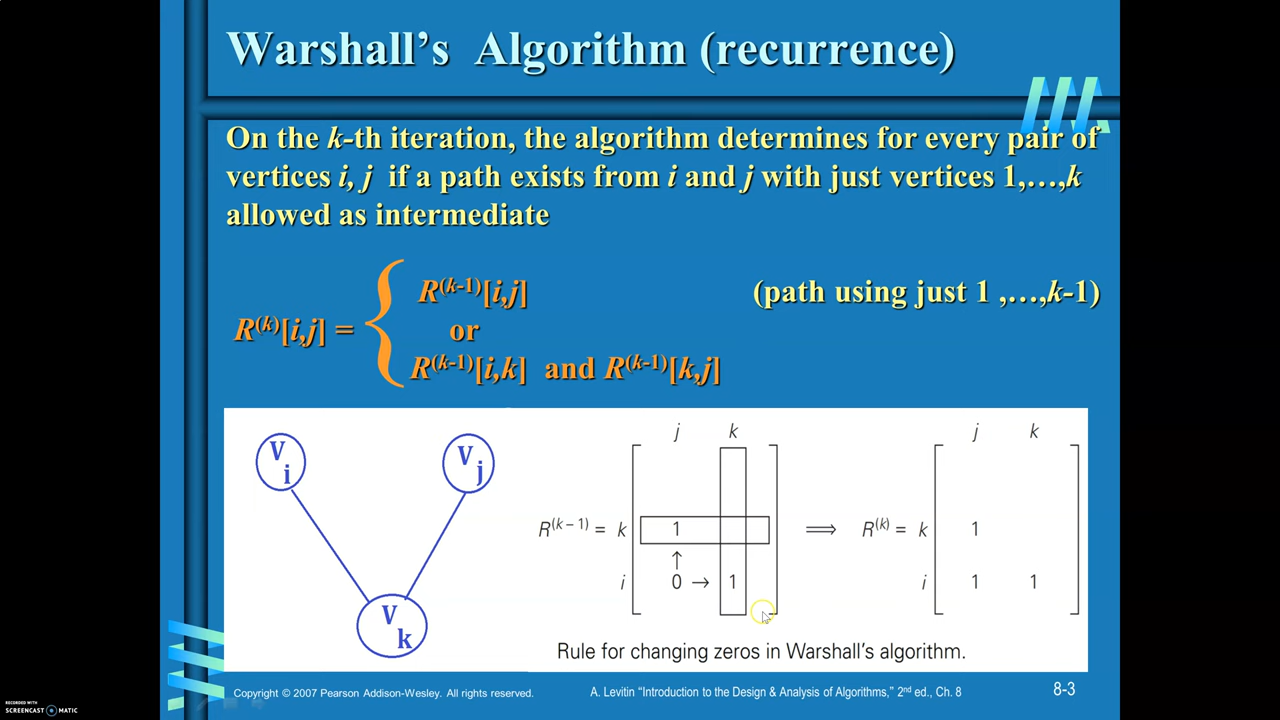 Warshall's Algorithm (recurrence)
On the k-th iteration, the algorithm determines for every pair of
vertices i, j if a path exists from i and j with just vertices 1,…,k
allowed as intermediate
R(k-1)[i,j] (path using just 1 ,…,k-1)
R(k)[i,j] = { or
R(k-1)[i,k] and R(k-1)[k,j]
V i
V j
V k
j k
R(k – 1) = k 1
i 0 → 1
↑
⟹
j k
R(k) = k 1
i 1 1
Rule for changing zeros in Warshall's algorithm.
Copyright © 2007 Pearson Addison-Wesley. All rights reserved.
A. Levitin “Introduction to the Design & Analysis of Algorithms,” 2nd ed., Ch. 8
8-3
RECORDED WITH
SCREENCAST MATIC